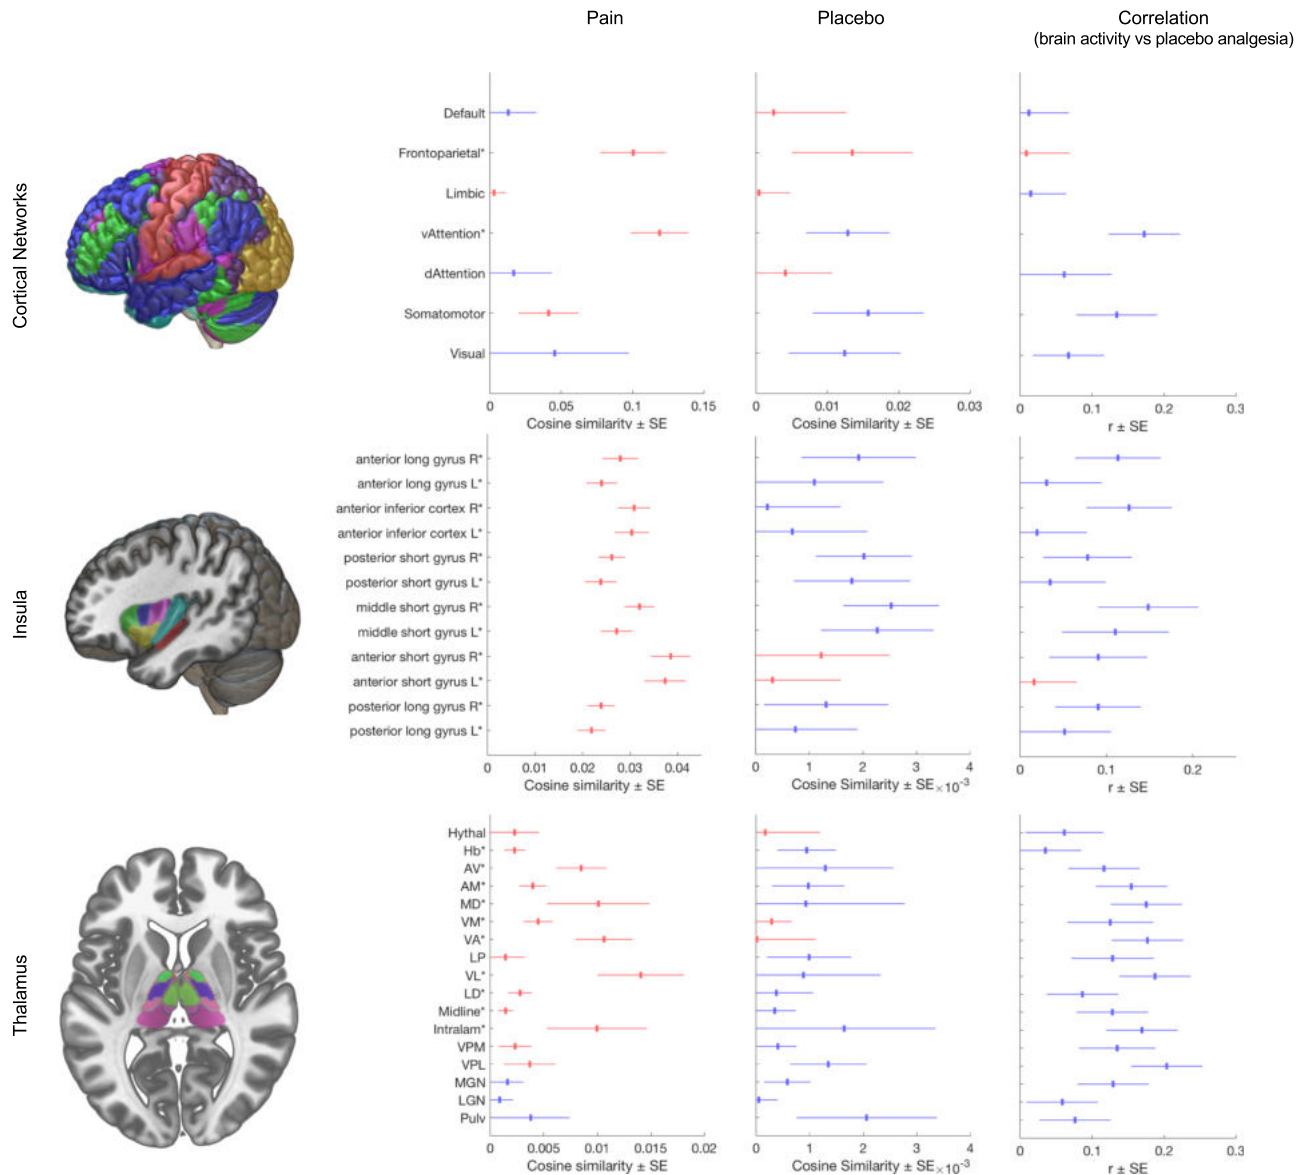 Pain
Placebo
Correlation
(brain activity vs placebo analgesia)
Cortical Networks
Default
Frontoparietal*
Limbic
vAttention*
dAttention
Somatomotor
Visual
0 0.05 0.1 0.15
Cosine similarity ± SE
0 0.01 0.02 0.03
Cosine similarity ± SE
0 0.1 0.2 0.3
r ± SE
Insula
anterior long gyrus R*
anterior long gyrus L*
anterior inferior cortex R*
anterior inferior cortex L*
posterior short gyrus R*
posterior short gyrus L*
middle short gyrus R*
middle short gyrus L*
anterior short gyrus R*
anterior short gyrus L*
posterior long gyrus R*
posterior long gyrus L*
0 0.01 0.02 0.03 0.04
Cosine similarity ± SE
0 1 2 3 4
Cosine Similarity ± SE ×10⁻³
0 0.1 0.2
r ± SE
Thalamus
Hythal
Hb*
AV*
AM*
MD*
VM*
VA*
LP
VL*
LD*
Midline*
Intralam*
VPM
VPL
MGN
LGN
Pulv
0 0.005 0.01 0.015 0.02
Cosine similarity ± SE
0 1 2 3 4
Cosine Similarity ± SE ×10⁻³
0 0.1 0.2 0.3
r ± SE